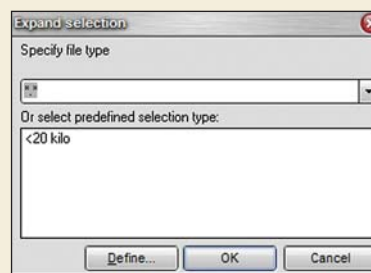 Expand selection
Specify file type
*.*
Or select predefined selection type:
<20 kilo
Define...
OK
Cancel